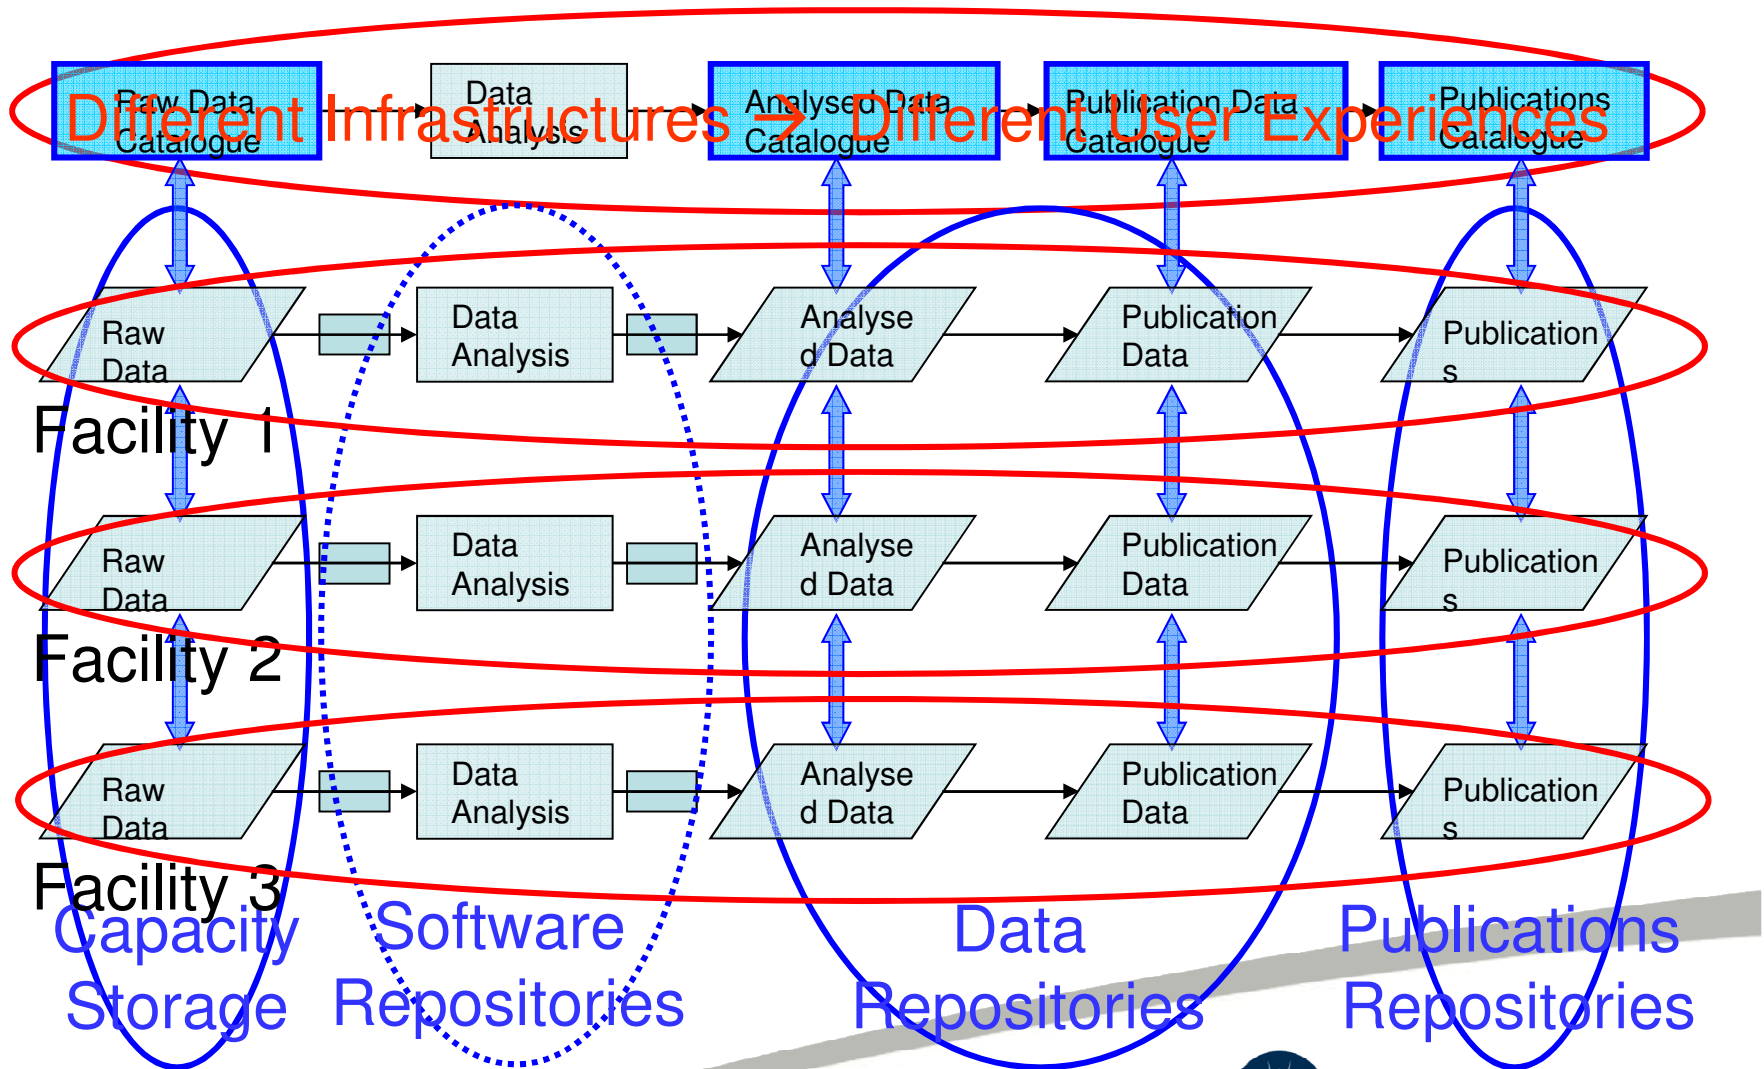 Different Infrastructures → Different User Experiences
Raw Data
Catalogue
Data
Analysis
Analysed Data
Catalogue
Publication Data
Catalogue
Publications
Catalogue
Raw
Data
Data
Analysis
Analyse
d Data
Publication
Data
Publication
s
Facility 1
Raw
Data
Data
Analysis
Analyse
d Data
Publication
Data
Publication
s
Facility 2
Raw
Data
Data
Analysis
Analyse
d Data
Publication
Data
Publication
s
Facility 3
Capacity
Storage
Software
Repositories
Data
Repositories
Publications
Repositories